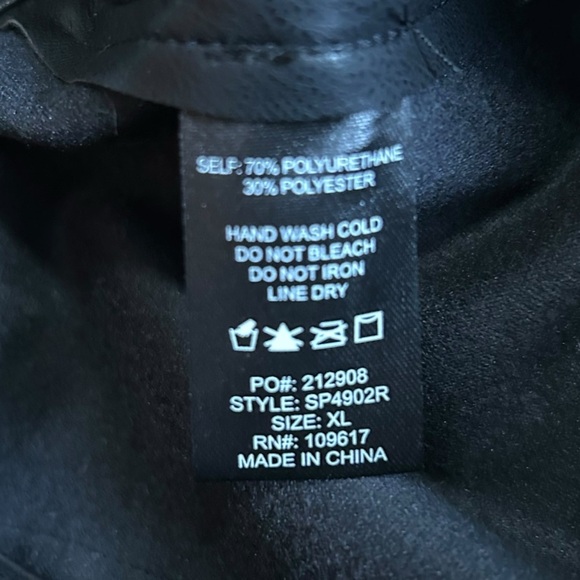 SELF: 70% POLYURETHANE
30% POLYESTER
HAND WASH COLD
DO NOT BLEACH
DO NOT IRON
LINE DRY
PO#: 212908
STYLE: SP4902R
SIZE: XL
RN#: 109617
MADE IN CHINA